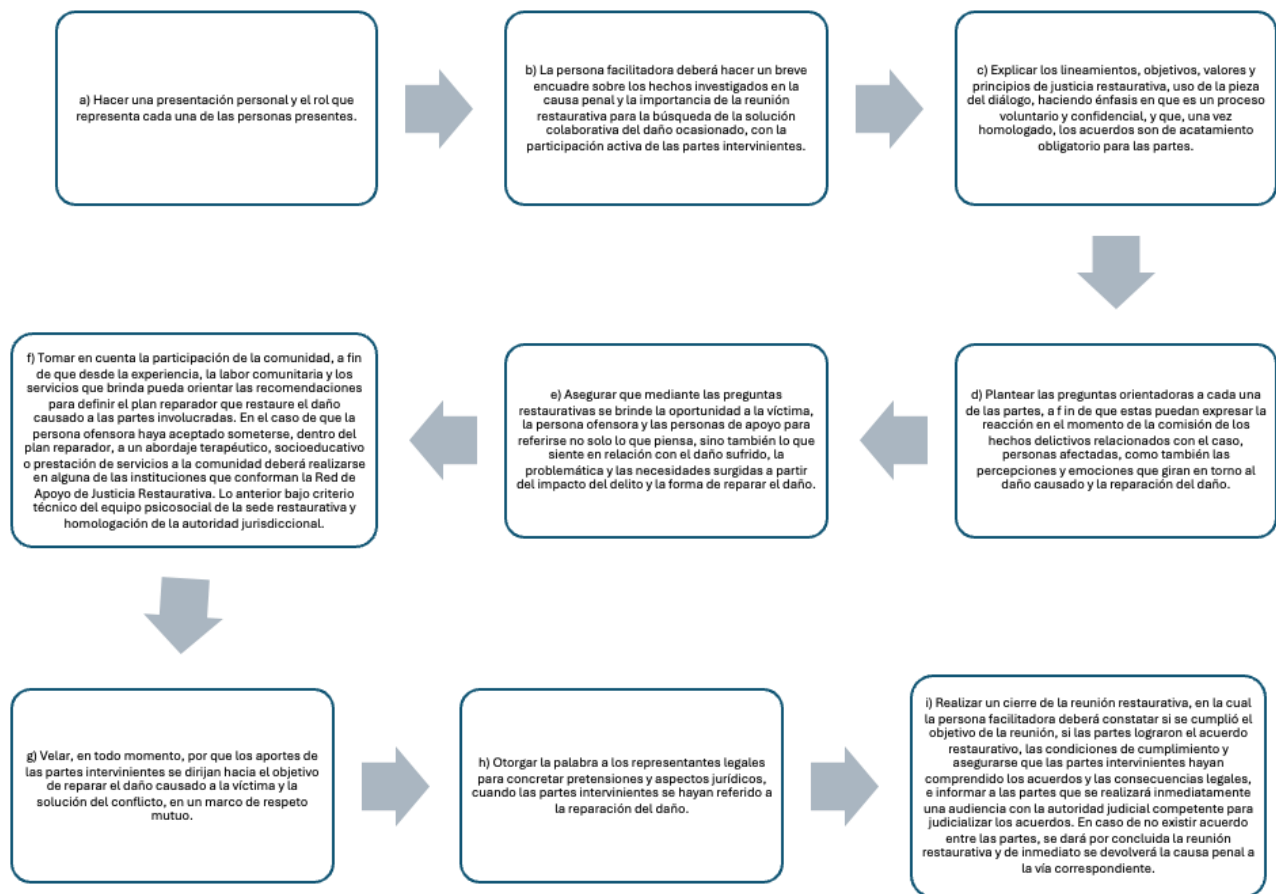 a) Hacer una presentación personal y el rol que
representa cada una de las personas presentes.
b) La persona facilitadora deberá hacer un breve
encuadre sobre los hechos investigados en la
causa penal y la importancia de la reunión
restaurativa para la búsqueda de la solución
colaborativa del daño ocasionado, con la
participación activa de las partes intervinientes.
c) Explicar los lineamientos, objetivos, valores y
principios de justicia restaurativa, uso de la pieza
del diálogo, haciendo énfasis en que es un proceso
voluntario y confidencial, y que, una vez
homologado, los acuerdos son de acatamiento
obligatorio para las partes.
d) Plantear las preguntas orientadoras a cada una
de las partes, a f in de que estas puedan expresar la
reacción en el momento de la comisión de los
hechos delictivos relacionados con el caso,
personas afectadas, como también las
percepciones y emociones que giran en torno al
daño causado y la reparación del daño.
e) Asegurar que mediante las preguntas
restaurativas se brinde la oportunidad a la víctima,
la persona ofensora y las personas de apoyo para
referirse no solo lo que piensa, sino también lo que
siente en relación con el daño sufrido, la
problemática y las necesidades surgidas a partir
del impacto del delito y la forma de reparar el daño.
f) Tomar en cuenta la participación de la comunidad, a fin
de que desde la experiencia, la labor comunitaria y los
servicios que brinda pueda orientar las recomendaciones
para definir el plan reparador que restaure el daño
causado a las partes involucradas. En el caso de que la
persona ofensora haya aceptado someterse, dentro del
plan reparador, a un abordaje terapéutico, socioeducativo
o prestación de servicios a la comunidad deberá realizarse
en alguna de las instituciones que conforman la Red de
Apoyo de Justicia Restaurativa. Lo anterior bajo criterio
técnico del equipo psicosocial de la sede restaurativa y
homologación de la autoridad jurisdiccional.
g) Velar, en todo momento, por que los aportes de
las partes intervinientes se dirijan hacia el objetivo
de reparar el daño causado a la víctima y la
solución del conflicto, en un marco de respeto
mutuo.
h) Otorgar la palabra a los representantes legales
para concretar pretensiones y aspectos jurídicos,
cuando las partes intervinientes se hayan referido
a la reparación del daño.
i) Realizar un cierre de la reunión restaurativa, en la cual
la persona facilitadora deberá constatar si se cumplió el
objetivo de la reunión, si las partes lograron el acuerdo
restaurativo, las condiciones de cumplimiento y
asegurarse que las partes intervinientes hayan
comprendido los acuerdos y las consecuencias legales,
e informar a las partes que se realizará inmediatamente
una audiencia con la autoridad judicial competente para
judicializar los acuerdos. En caso de no existir acuerdo
entre las partes, se dará por concluida la reunión
restaurativa y de inmediato se devolverá la causa penal a
la vía correspondiente.